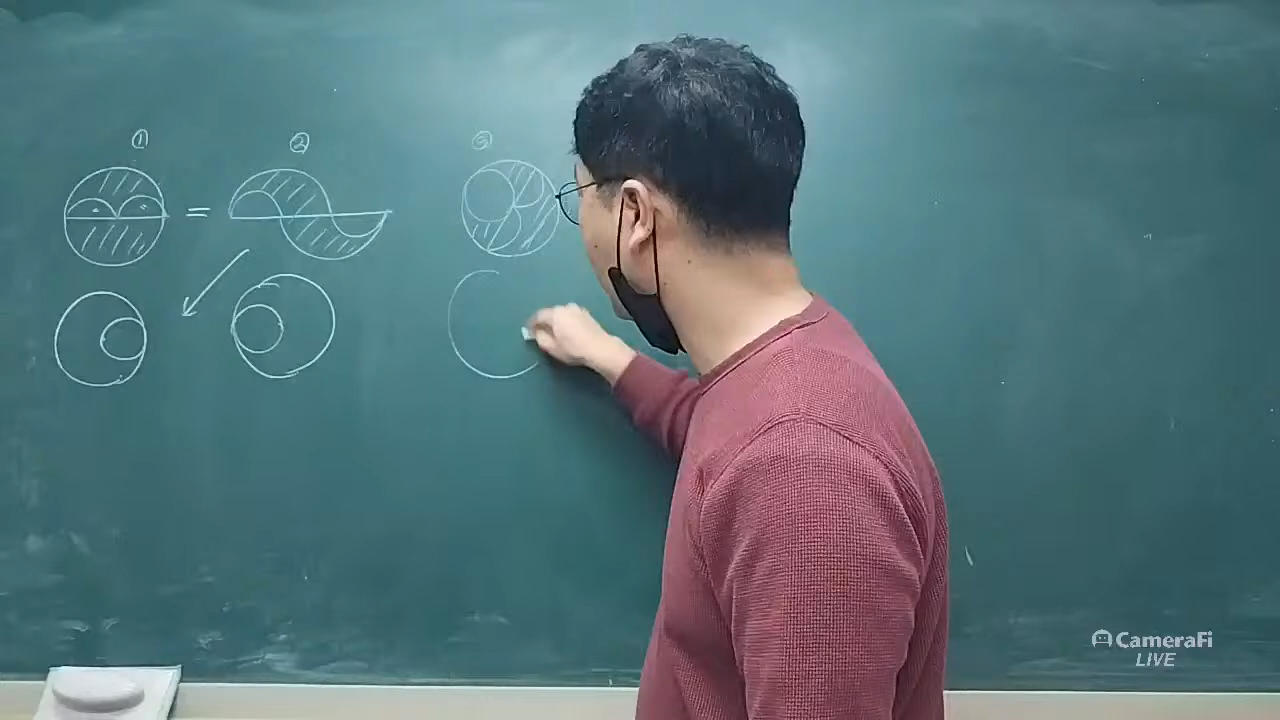 ① ② ③
=
CameraFi
LIVE